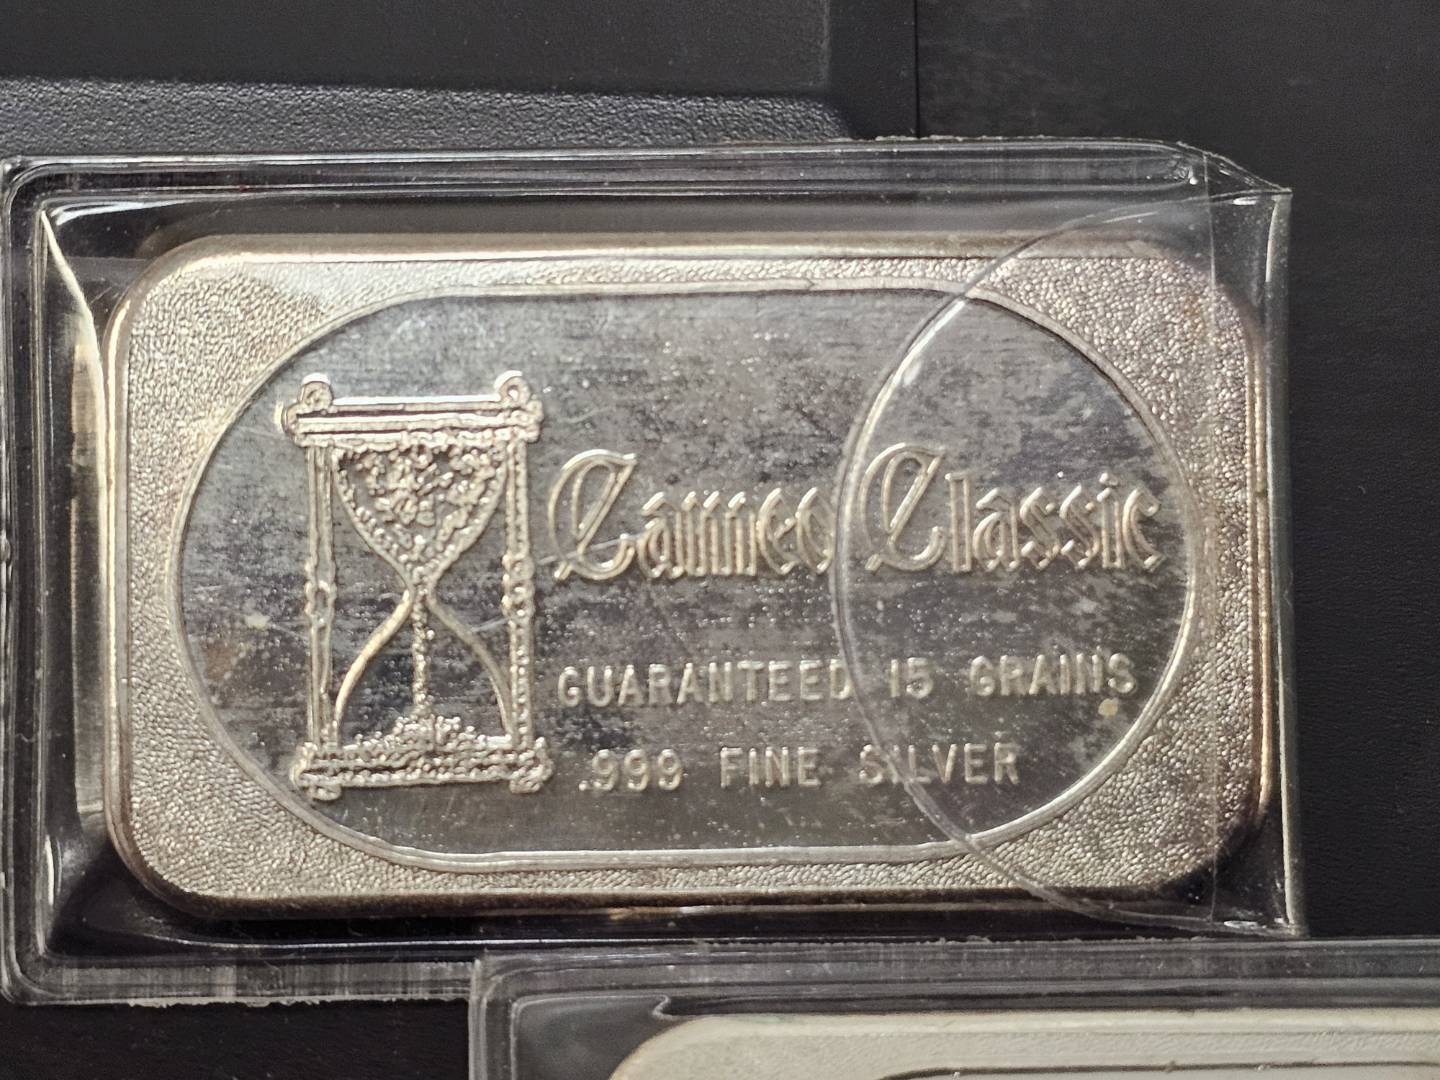 Cameo Classic
GUARANTEED 15 GRAINS
.999 FINE SILVER